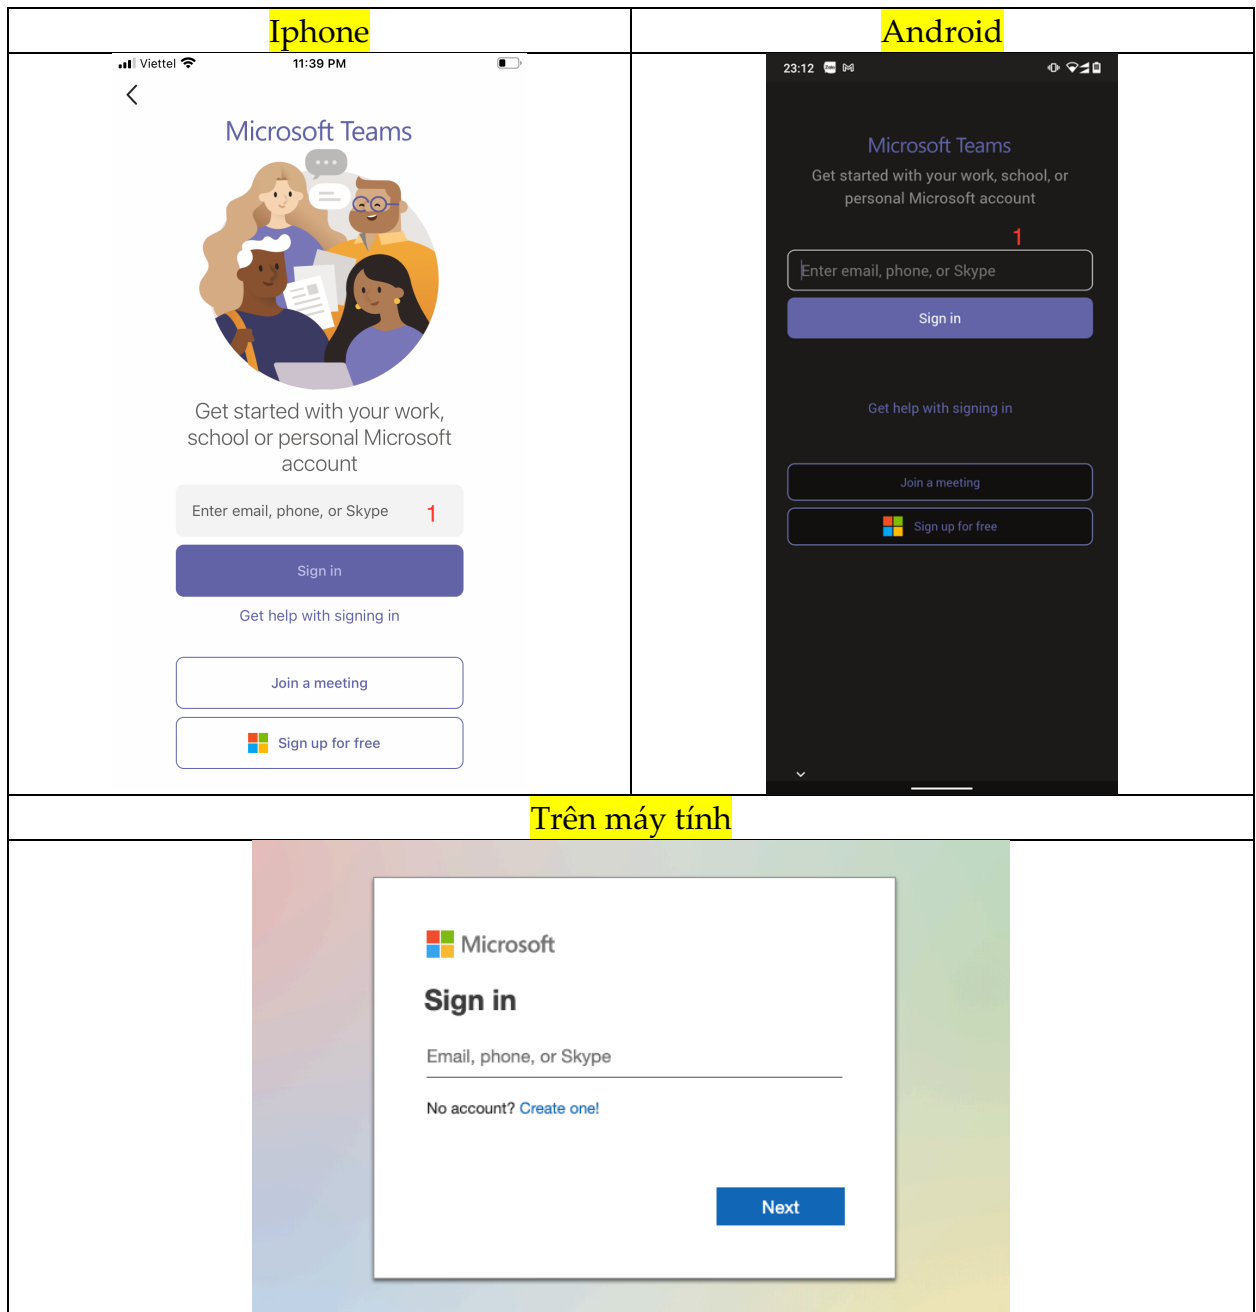 Iphone
Android
Viettel
11:39 PM
Microsoft Teams
Get started with your work,
school or personal Microsoft
account
Enter email, phone, or Skype
1
Sign in
Get help with signing in
Join a meeting
Sign up for free
23:12
Zalo
Microsoft Teams
Get started with your work, school, or
personal Microsoft account
1
Enter email, phone, or Skype
Sign in
Get help with signing in
Join a meeting
Sign up for free
Trên máy tính
Microsoft
Sign in
Email, phone, or Skype
No account? Create one!
Next